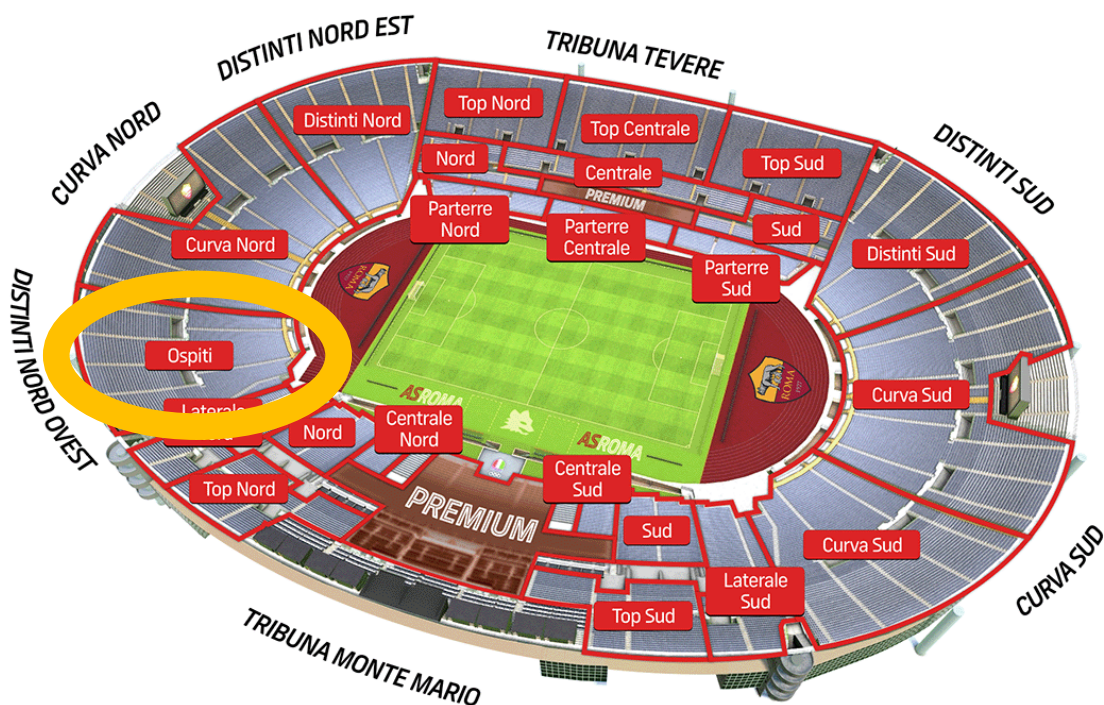 DISTINTI NORD EST
TRIBUNA TEVERE
CURVA NORD
DISTINTI SUD
DISTINTI NORD OVEST
CURVA SUD
TRIBUNA MONTE MARIO
Top Nord
Distinti Nord
Top Centrale
Top Sud
Nord
Centrale
PREMIUM
Parterre
Nord
Parterre
Centrale
Sud
Parterre
Sud
Curva Nord
Distinti Sud
ROMA
ROMA
Ospiti
Curva Sud
ASROMA
ASROMA
Laterale
Nord
Nord
Centrale
Nord
Centrale
Sud
Top Nord
PREMIUM
Sud
Curva Sud
Laterale
Sud
Top Sud